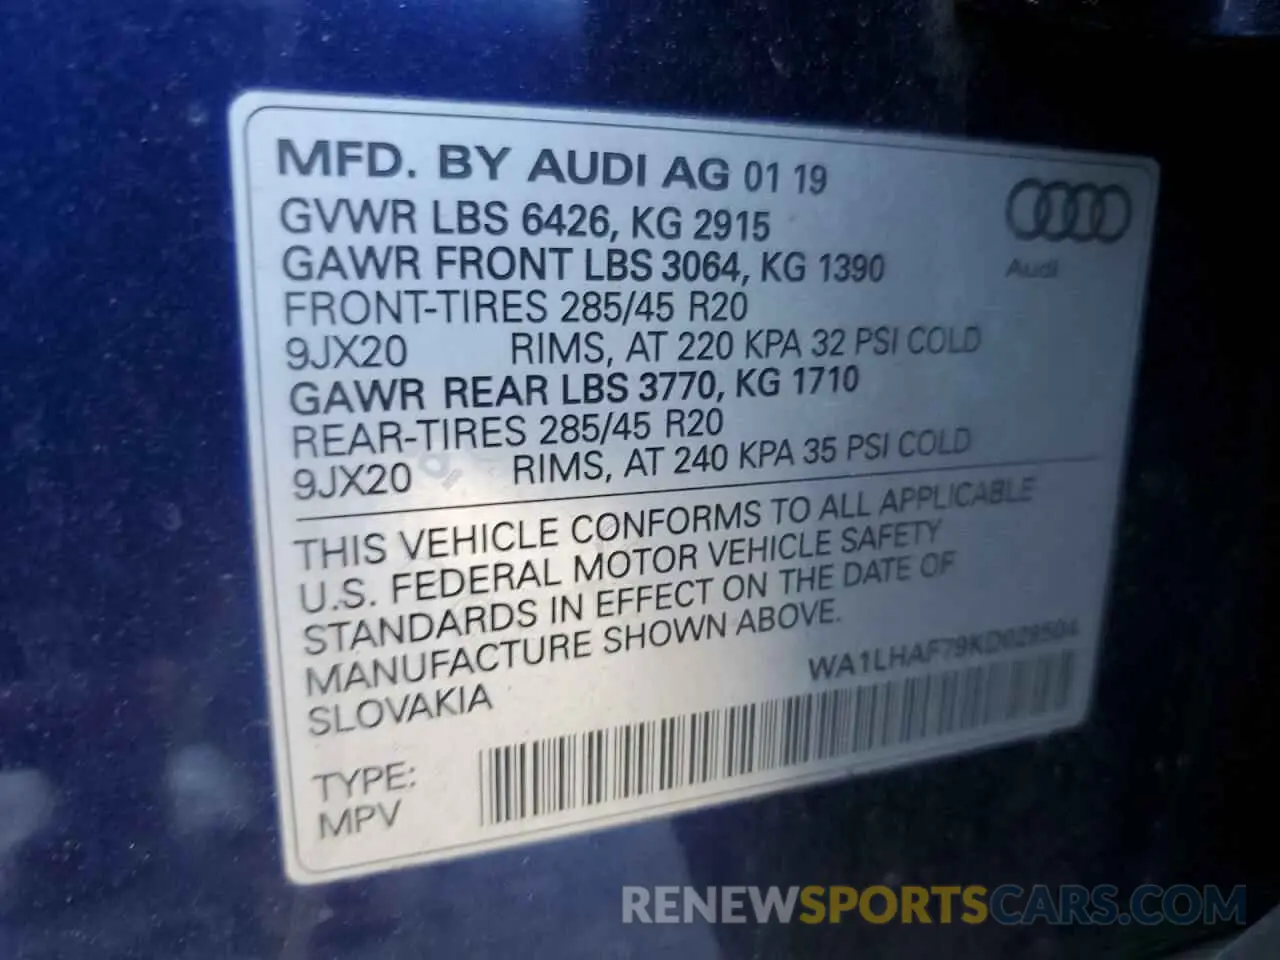 MFD. BY AUDI AG 01 19
GVWR LBS 6426, KG 2915
GAWR FRONT LBS 3064, KG 1390
FRONT-TIRES 285/45 R20
9JX20 RIMS, AT 220 KPA 32 PSI COLD
GAWR REAR LBS 3770, KG 1710
REAR-TIRES 285/45 R20
9JX20 RIMS, AT 240 KPA 35 PSI COLD
Audi
THIS VEHICLE CONFORMS TO ALL APPLICABLE
U.S. FEDERAL MOTOR VEHICLE SAFETY
STANDARDS IN EFFECT ON THE DATE OF
MANUFACTURE SHOWN ABOVE.
SLOVAKIA
WA1LHAF79KD029504
TYPE:
MPV
RENEWSPORTSCARS.COM